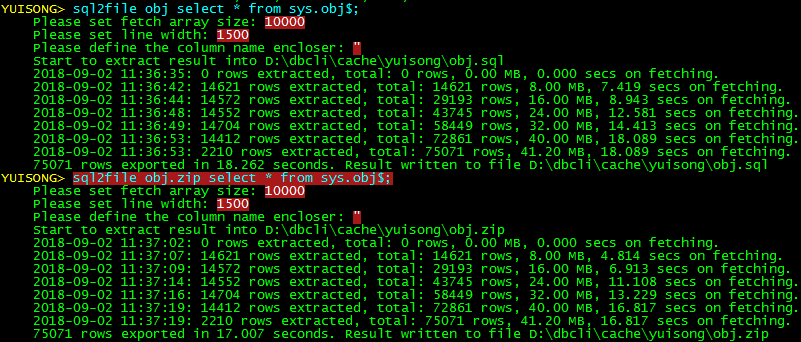 YUISONG> sql2file obj select * from sys.obj$;
Please set fetch array size: 10000
Please set line width: 1500
Please define the column name encloser: "
Start to extract result into D:\dbcli\cache\yuisong\obj.sql
2018-09-02 11:36:35: 0 rows extracted, total: 0 rows, 0.00 MB, 0.000 secs on fetching.
2018-09-02 11:36:42: 14621 rows extracted, total: 14621 rows, 8.00 MB, 7.419 secs on fetching.
2018-09-02 11:36:44: 14572 rows extracted, total: 29193 rows, 16.00 MB, 8.943 secs on fetching.
2018-09-02 11:36:48: 14552 rows extracted, total: 43745 rows, 24.00 MB, 12.581 secs on fetching.
2018-09-02 11:36:49: 14704 rows extracted, total: 58449 rows, 32.00 MB, 14.413 secs on fetching.
2018-09-02 11:36:53: 14412 rows extracted, total: 72861 rows, 40.00 MB, 18.089 secs on fetching.
2018-09-02 11:36:53: 2210 rows extracted, total: 75071 rows, 41.20 MB, 18.089 secs on fetching.
75071 rows exported in 18.262 seconds. Result written to file D:\dbcli\cache\yuisong\obj.sql
YUISONG> sql2file obj.zip select * from sys.obj$;
Please set fetch array size: 10000
Please set line width: 1500
Please define the column name encloser: "
Start to extract result into D:\dbcli\cache\yuisong\obj.zip
2018-09-02 11:37:02: 0 rows extracted, total: 0 rows, 0.00 MB, 0.000 secs on fetching.
2018-09-02 11:37:07: 14621 rows extracted, total: 14621 rows, 8.00 MB, 4.814 secs on fetching.
2018-09-02 11:37:09: 14572 rows extracted, total: 29193 rows, 16.00 MB, 6.913 secs on fetching.
2018-09-02 11:37:14: 14552 rows extracted, total: 43745 rows, 24.00 MB, 11.108 secs on fetching.
2018-09-02 11:37:16: 14704 rows extracted, total: 58449 rows, 32.00 MB, 13.229 secs on fetching.
2018-09-02 11:37:19: 14412 rows extracted, total: 72861 rows, 40.00 MB, 16.817 secs on fetching.
2018-09-02 11:37:19: 2210 rows extracted, total: 75071 rows, 41.20 MB, 16.817 secs on fetching.
75071 rows exported in 17.007 seconds. Result written to file D:\dbcli\cache\yuisong\obj.zip